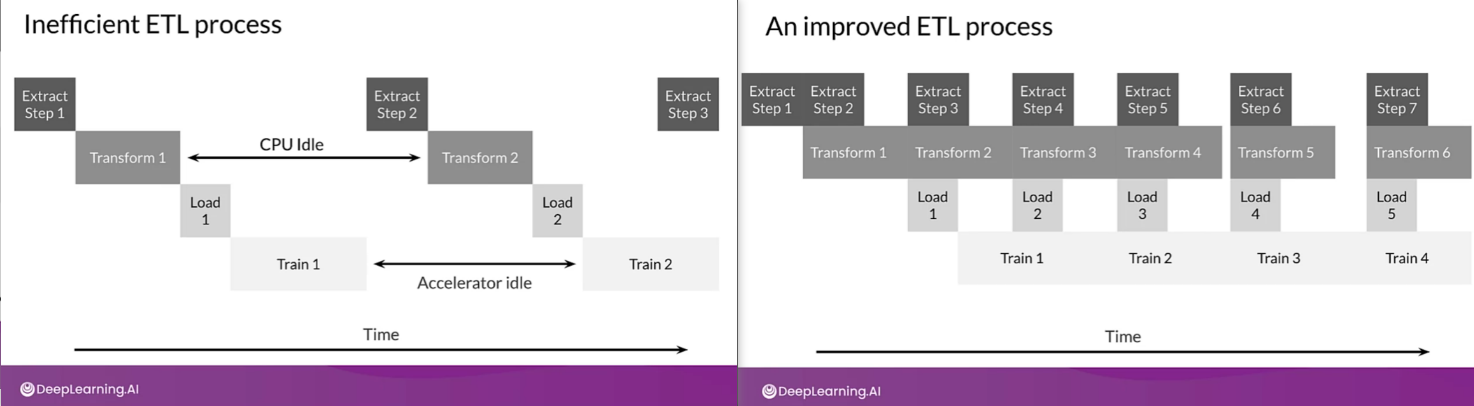 Inefficient ETL process
Extract
Step 1
Extract
Step 2
Extract
Step 3
Transform 1
CPU Idle
Transform 2
Load
1
Load
2
Train 1
Accelerator idle
Train 2
Time
DeepLearning.AI
An improved ETL process
Extract
Step 1
Extract
Step 2
Extract
Step 3
Extract
Step 4
Extract
Step 5
Extract
Step 6
Extract
Step 7
Transform 1
Transform 2
Transform 3
Transform 4
Transform 5
Transform 6
Load
1
Load
2
Load
3
Load
4
Load
5
Train 1
Train 2
Train 3
Train 4
Time
DeepLearning.AI